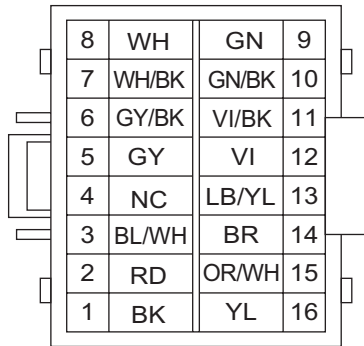 8 WH GN 9
7 WH/BK GN/BK 10
6 GY/BK VI/BK 11
5 GY VI 12
4 NC LB/YL 13
3 BL/WH BR 14
2 RD OR/WH 15
1 BK YL 16